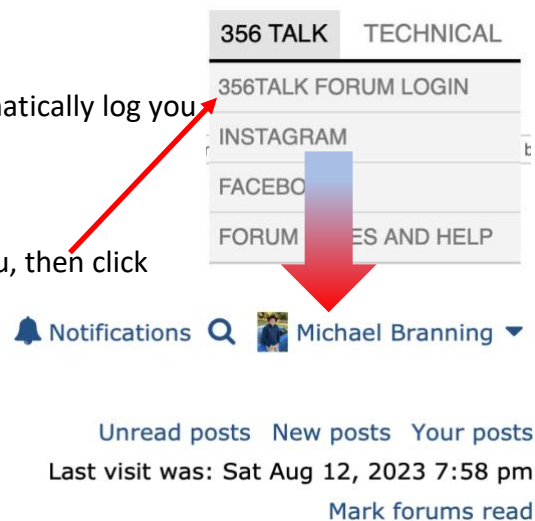 356 TALK TECHNICAL
matically log you
356TALK FORUM LOGIN
INSTAGRAM
FACEBO
FORUM ES AND HELP
u, then click
Notifications Michael Branning
Unread posts New posts Your posts
Last visit was: Sat Aug 12, 2023 7:58 pm
Mark forums read